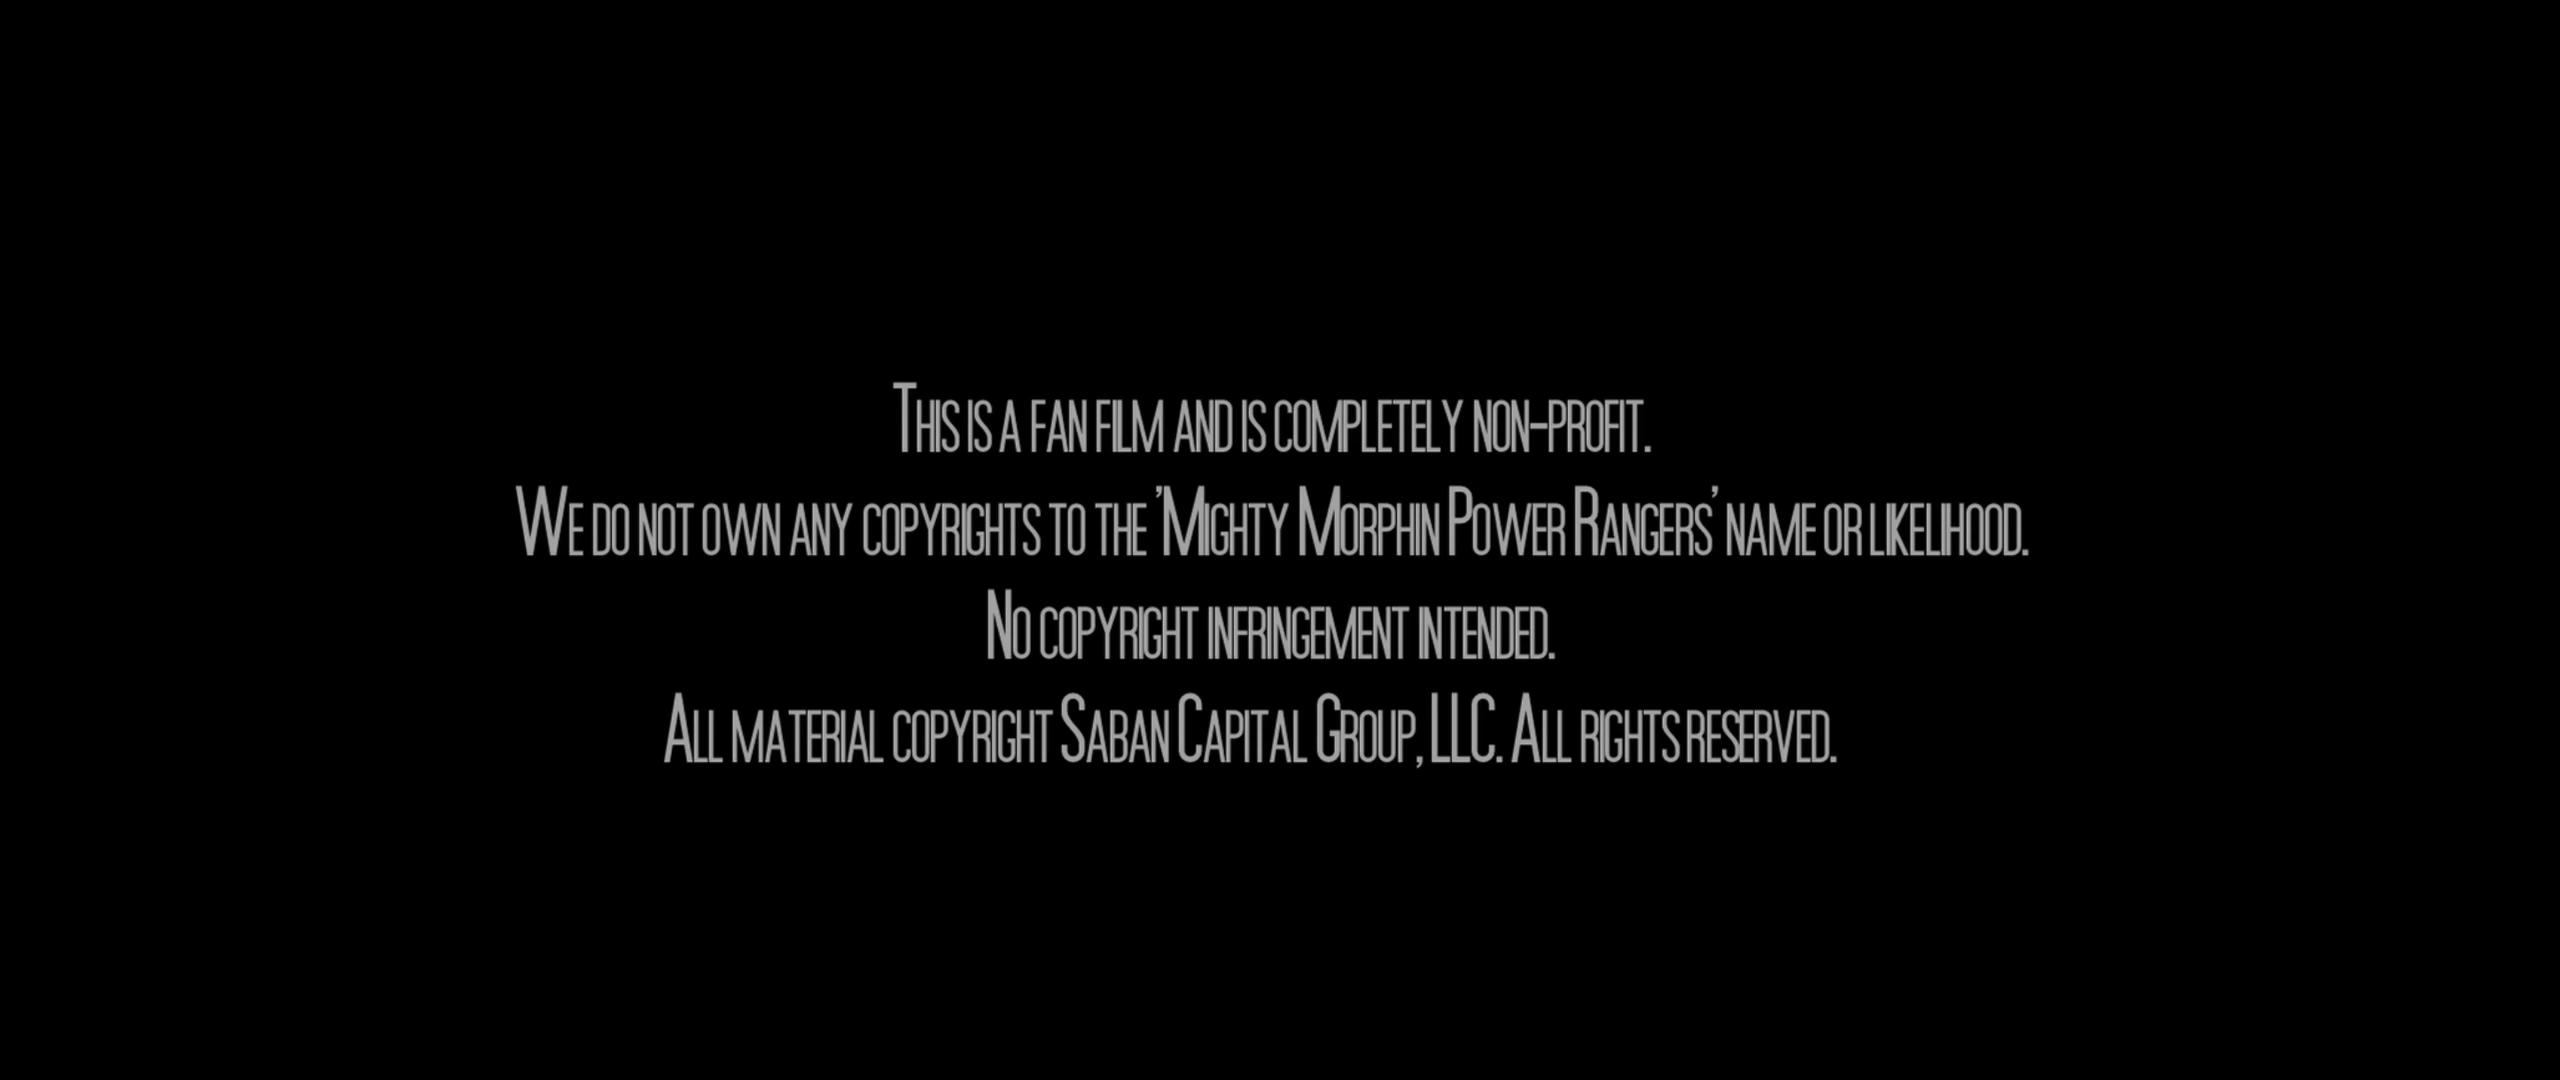 This is a fan film and is completely non-profit.
We do not own any copyrights to the 'Mighty Morphin Power Rangers' name or likelihood.
No copyright infringement intended.
All material copyright Saban Capital Group, LLC. All rights reserved.